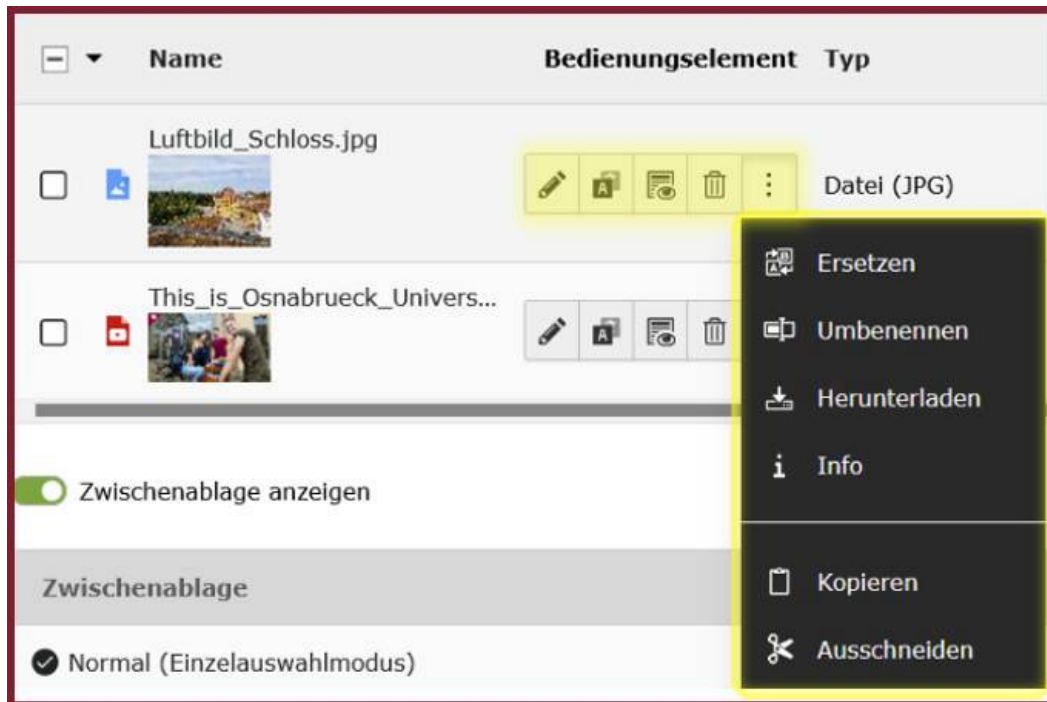 Name Bedienungselement Typ
Luftbild_Schloss.jpg
Datei (JPG)
This_is_Osnabrueck_Univers...
Ersetzen
Umbenennen
Herunterladen
Info
Kopieren
Ausschneiden
Zwischenablage anzeigen
Zwischenablage
Normal (Einzelauswahlmodus)